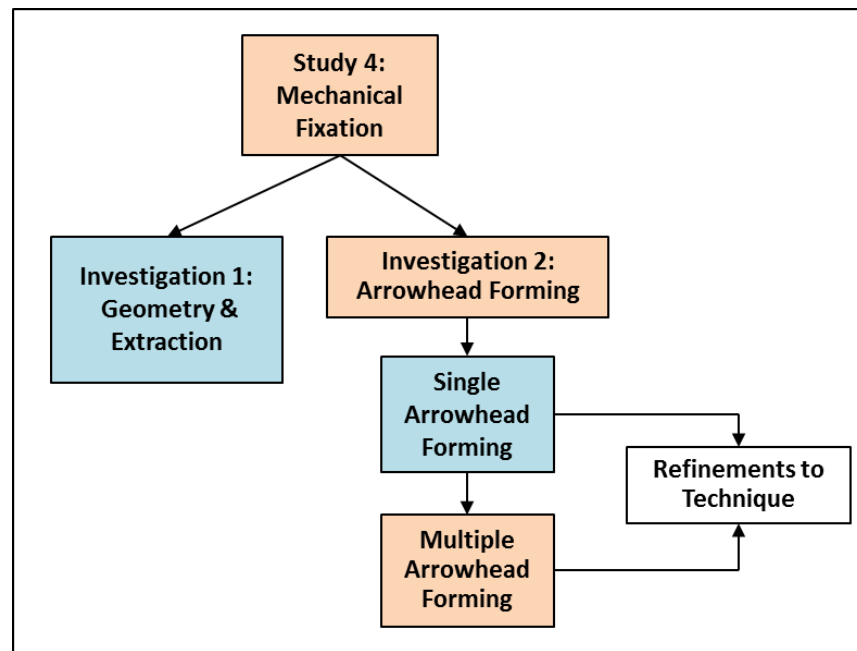 Study 4:
Mechanical
Fixation
Investigation 1:
Geometry &
Extraction
Investigation 2:
Arrowhead Forming
Single
Arrowhead
Forming
Refinements to
Technique
Multiple
Arrowhead
Forming